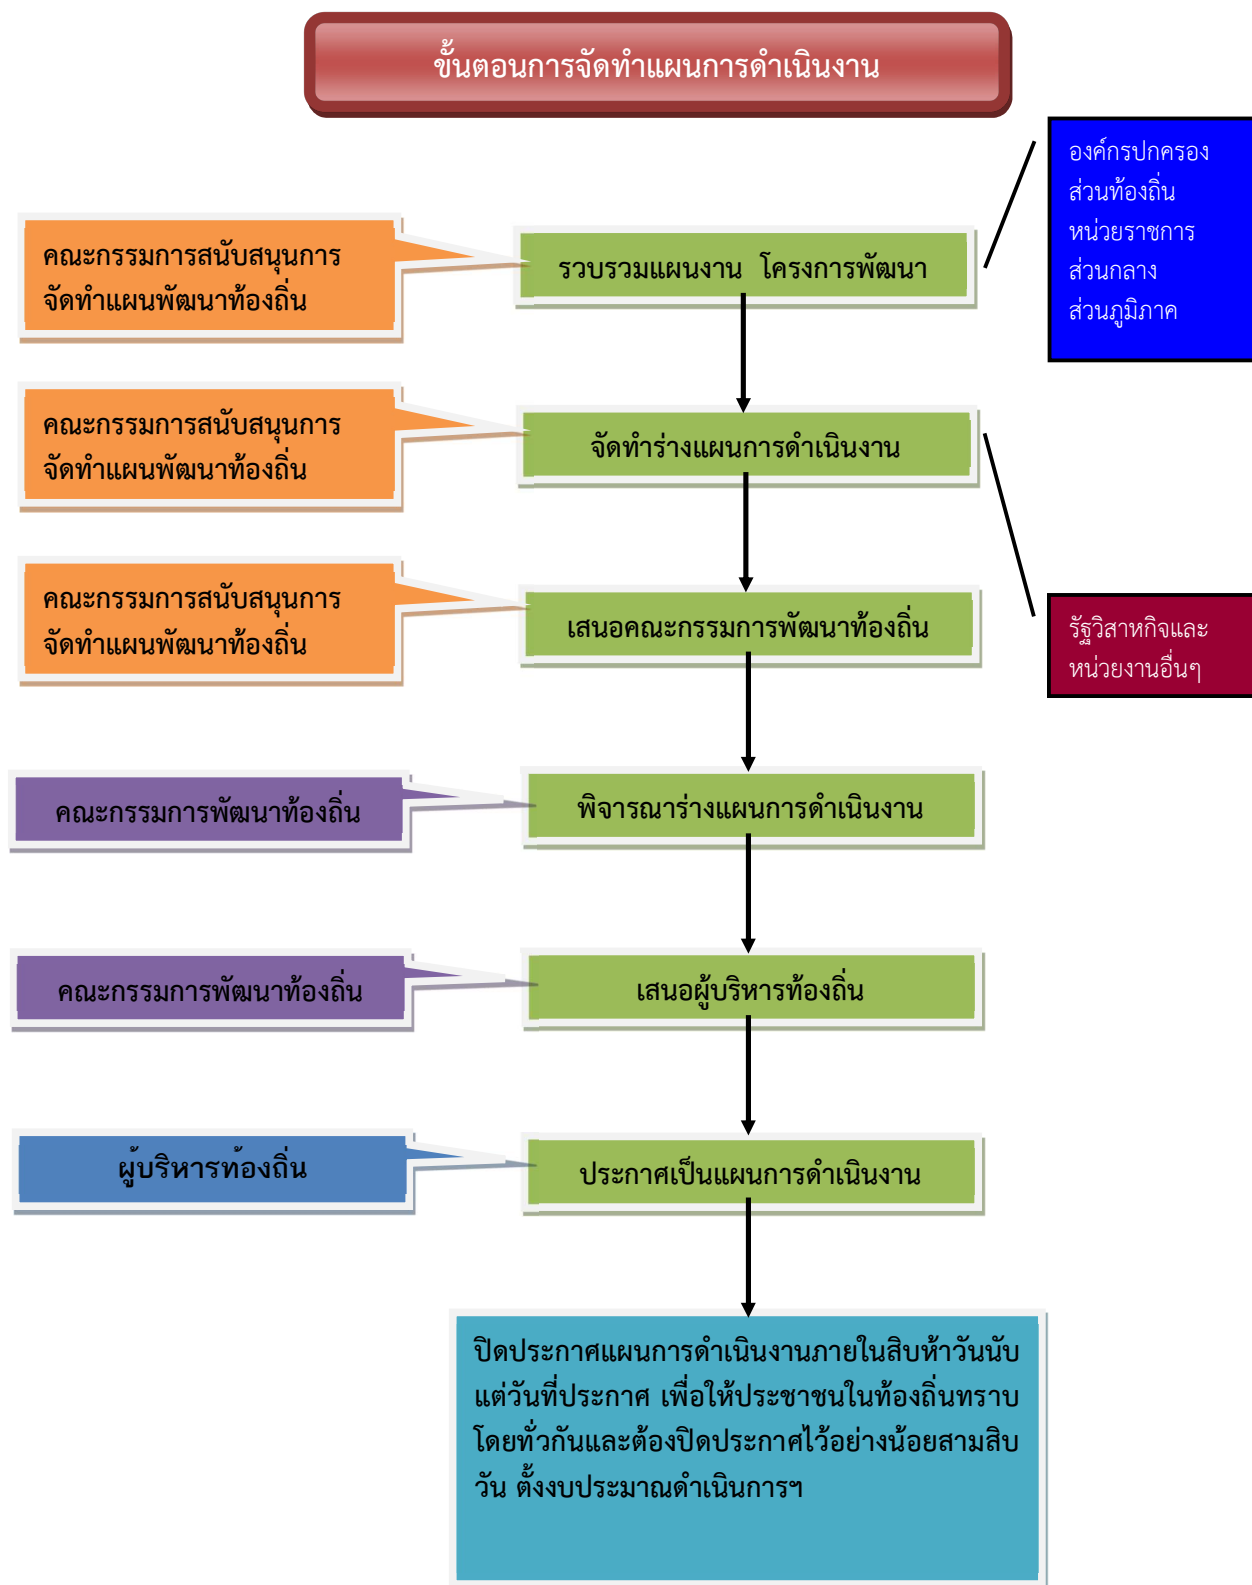 ขั้นตอนการจัดทำแผนการดำเนินงาน
องค์กรปกครอง
ส่วนท้องถิ่น
หน่วยราชการ
ส่วนกลาง
ส่วนภูมิภาค
คณะกรรมการสนับสนุนการ
จัดทำแผนพัฒนาท้องถิ่น
รวบรวมแผนงาน โครงการพัฒนา
คณะกรรมการสนับสนุนการ
จัดทำแผนพัฒนาท้องถิ่น
จัดทำร่างแผนการดำเนินงาน
คณะกรรมการสนับสนุนการ
จัดทำแผนพัฒนาท้องถิ่น
เสนอคณะกรรมการพัฒนาท้องถิ่น
รัฐวิสาหกิจและ
หน่วยงานอื่นๆ
คณะกรรมการพัฒนาท้องถิ่น
พิจารณาร่างแผนการดำเนินงาน
คณะกรรมการพัฒนาท้องถิ่น
เสนอผู้บริหารท้องถิ่น
ผู้บริหารท้องถิ่น
ประกาศเป็นแผนการดำเนินงาน
ปิดประกาศแผนการดำเนินงานภายในสิบห้าวันนับ
แต่วันที่ประกาศ เพื่อให้ประชาชนในท้องถิ่นทราบ
โดยทั่วกันและต้องปิดประกาศไว้อย่างน้อยสามสิบ
วัน ตั้งงบประมาณดำเนินการฯ